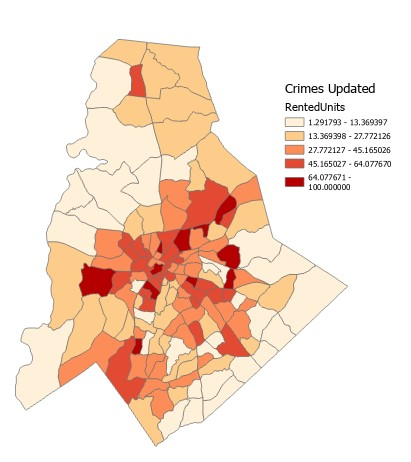 Crimes Updated
RentedUnits
1.291793 - 13.369397
13.369398 - 27.772126
27.772127 - 45.165026
45.165027 - 64.077670
64.077671 -
100.000000